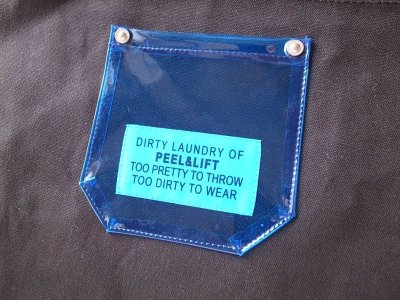 DIRTY LAUNDRY OF
PEEL&LIFT
TOO PRETTY TO THROW
TOO DIRTY TO WEAR